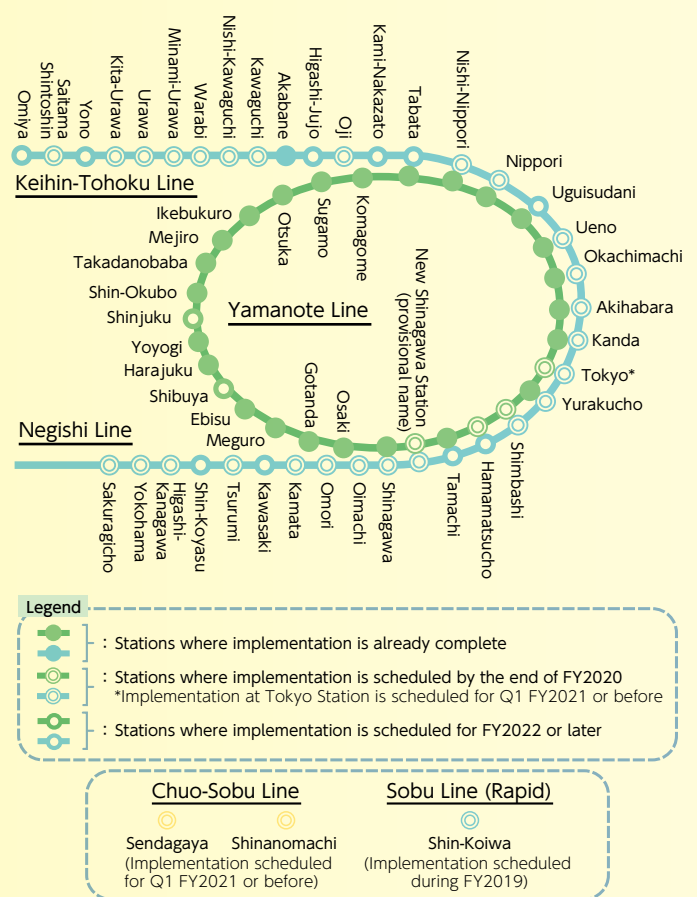 Omiya
Saitama
Shintoshin
Yono
Kita-Urawa
Urawa
Minami-Urawa
Warabi
Nishi-Kawaguchi
Kawaguchi
Akabane
Higashi-Jujo
Oji
Kami-Nakazato
Tabata
Nishi-Nippori
Nippori
Uguisudani
Ueno
Okachimachi
Akihabara
Kanda
Tokyo*
Yurakucho
Shimbashi
Hamamatsucho
Tamachi
Keihin-Tohoku Line
Ikebukuro
Mejiro
Takadanobaba
Shin-Okubo
Shinjuku
Yoyogi
Harajuku
Shibuya
Ebisu
Meguro
Otsuka
Sugamo
Komagome
Yamanote Line
New Shinagawa Station
(provisional name)
Gotanda
Osaki
Negishi Line
Sakuragicho
Yokohama
Higashi-
Kanagawa
Shin-Koyasu
Tsurumi
Kawasaki
Kamata
Omori
Oimachi
Shinagawa
Legend
: Stations where implementation is already complete
: Stations where implementation is scheduled by the end of FY2020
*Implementation at Tokyo Station is scheduled for Q1 FY2021 or before
: Stations where implementation is scheduled for FY2022 or later
Chuo-Sobu Line
Sendagaya Shinanomachi
(Implementation scheduled
for Q1 FY2021 or before)
Sobu Line (Rapid)
Shin-Koiwa
(Implementation scheduled
during FY2019)